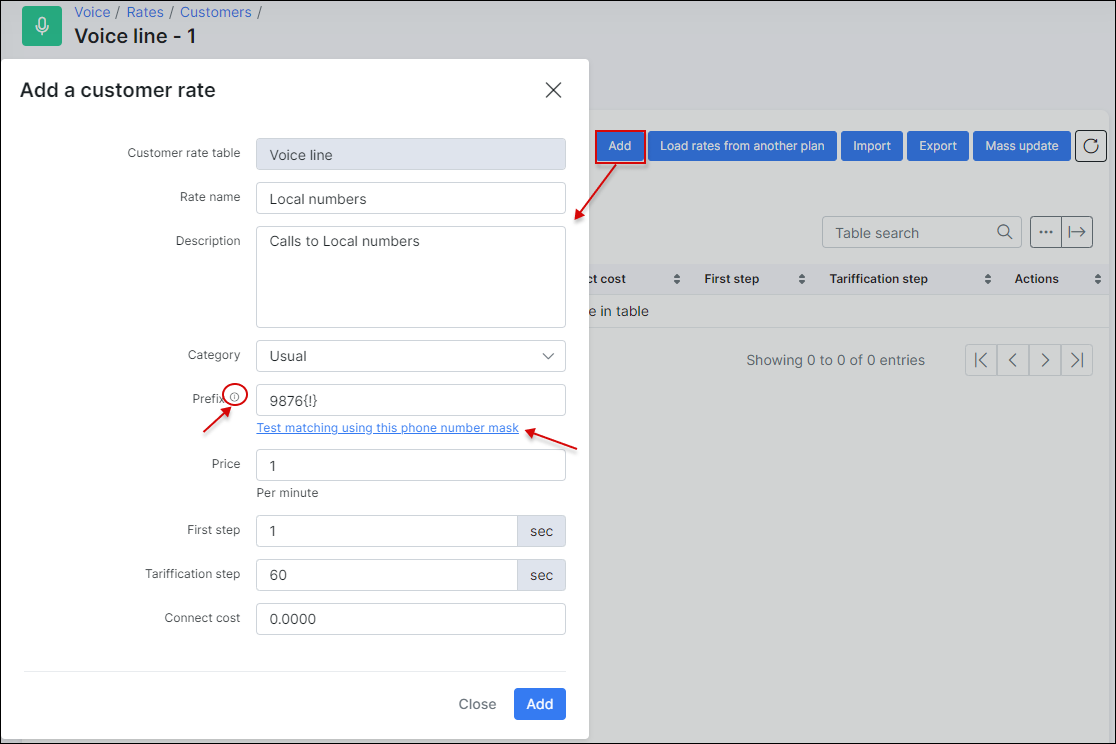 Voice / Rates / Customers /
Voice line - 1
Add a customer rate
Customer rate table
Voice line
Rate name
Local numbers
Description
Calls to Local numbers
Category
Usual
Prefix
9876{!}
Test matching using this phone number mask
Price
1
Per minute
First step
1
sec
Tariffication step
60
sec
Connect cost
0.0000
Close
Add
Add
Load rates from another plan
Import
Export
Mass update
Table search
ct cost
First step
Tariffication step
Actions
e in table
Showing 0 to 0 of 0 entries